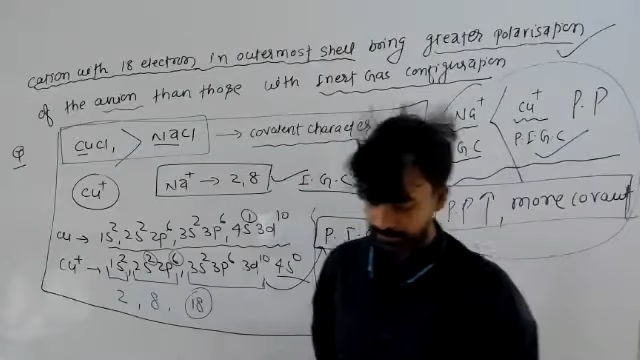 cation with 18 electron in outermost shell being greater polarisation
of the anion than those with Inert Gas configuration
Q CuCl, > NaCl → covalent character
Na⁺ Cu⁺ P.P
G.C P.I.G.C
Cu⁺ Na⁺ → 2,8 I.G.C
P.P↑, more covalent
Cu → 1s², 2s² 2p⁶, 3s² 3p⁶, 4s¹ 3d¹⁰
P.I.
Cu⁺ → 1s², 2s² 2p⁶, 3s² 3p⁶ 3d¹⁰ 4s⁰
2, 8, 18